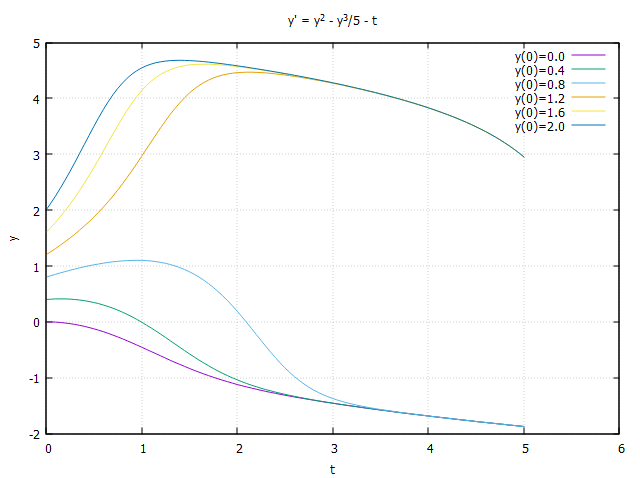 y' = y² - y³/5 - t
5
4
3
2
1
0
-1
-2
y
y(0)=0.0
y(0)=0.4
y(0)=0.8
y(0)=1.2
y(0)=1.6
y(0)=2.0
0 1 2 3 4 5 6
t